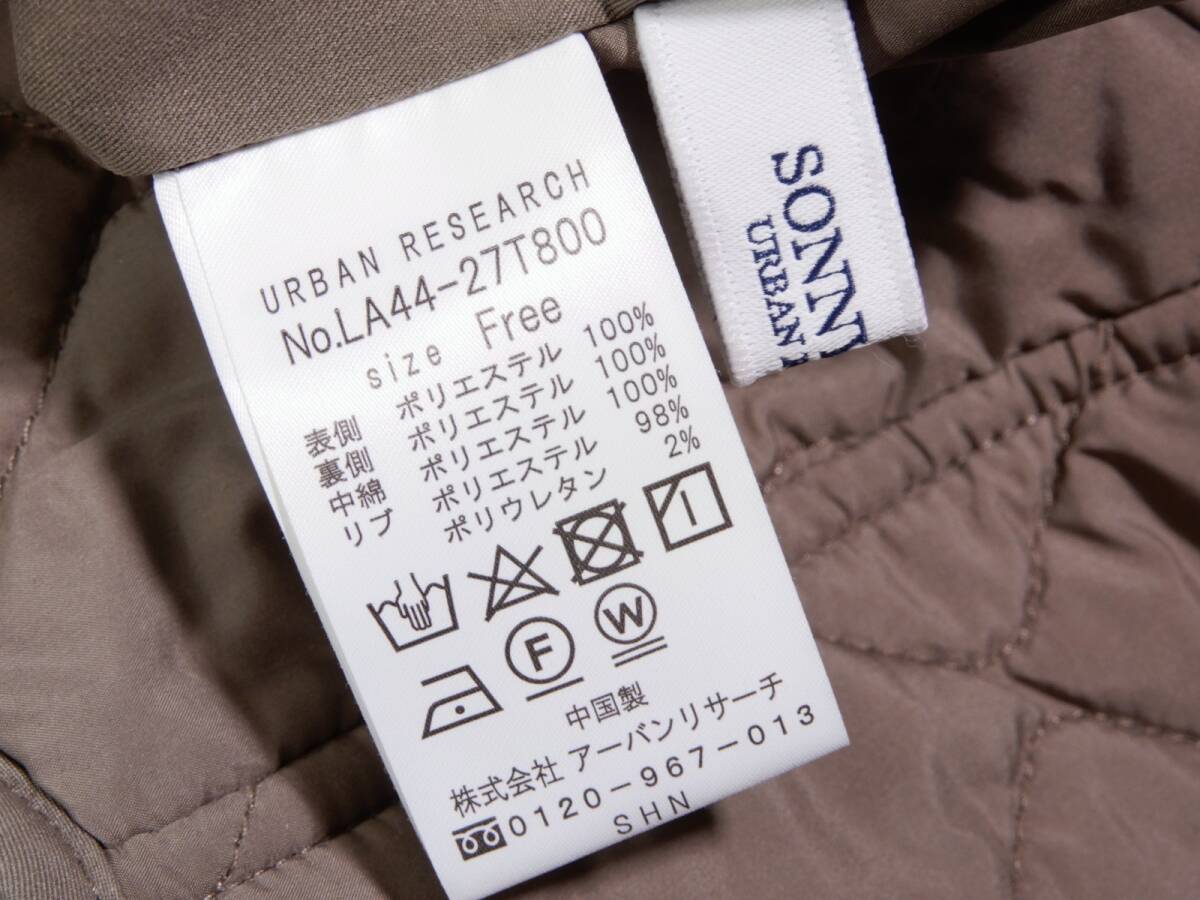 URBAN RESEARCH
No.LA44-27T800
size Free
表側 ポリエステル 100%
裏側 ポリエステル 100%
中綿 ポリエステル 100%
リブ ポリエステル 98%
ポリウレタン 2%
F W
中国製
株式会社 アーバンリサーチ
0120-967-013
SHN
SONNY
URBAN